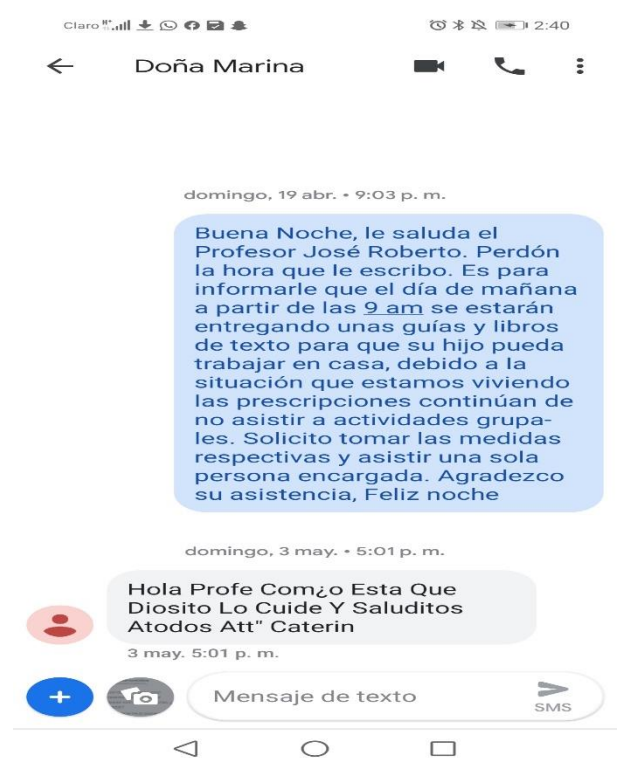 Claro 2:40
Doña Marina
domingo, 19 abr. • 9:03 p. m.
Buena Noche, le saluda el
Profesor José Roberto. Perdón
la hora que le escribo. Es para
informarle que el día de mañana
a partir de las 9 am se estarán
entregando unas guías y libros
de texto para que su hijo pueda
trabajar en casa, debido a la
situación que estamos viviendo
las prescripciones continúan de
no asistir a actividades grupa-
les. Solicito tomar las medidas
respectivas y asistir una sola
persona encargada. Agradezco
su asistencia, Feliz noche
domingo, 3 may. • 5:01 p. m.
Hola Profe Com¿o Esta Que
Diosito Lo Cuide Y Saluditos
Atodos Att" Caterin
3 may. 5:01 p. m.
Mensaje de texto
SMS